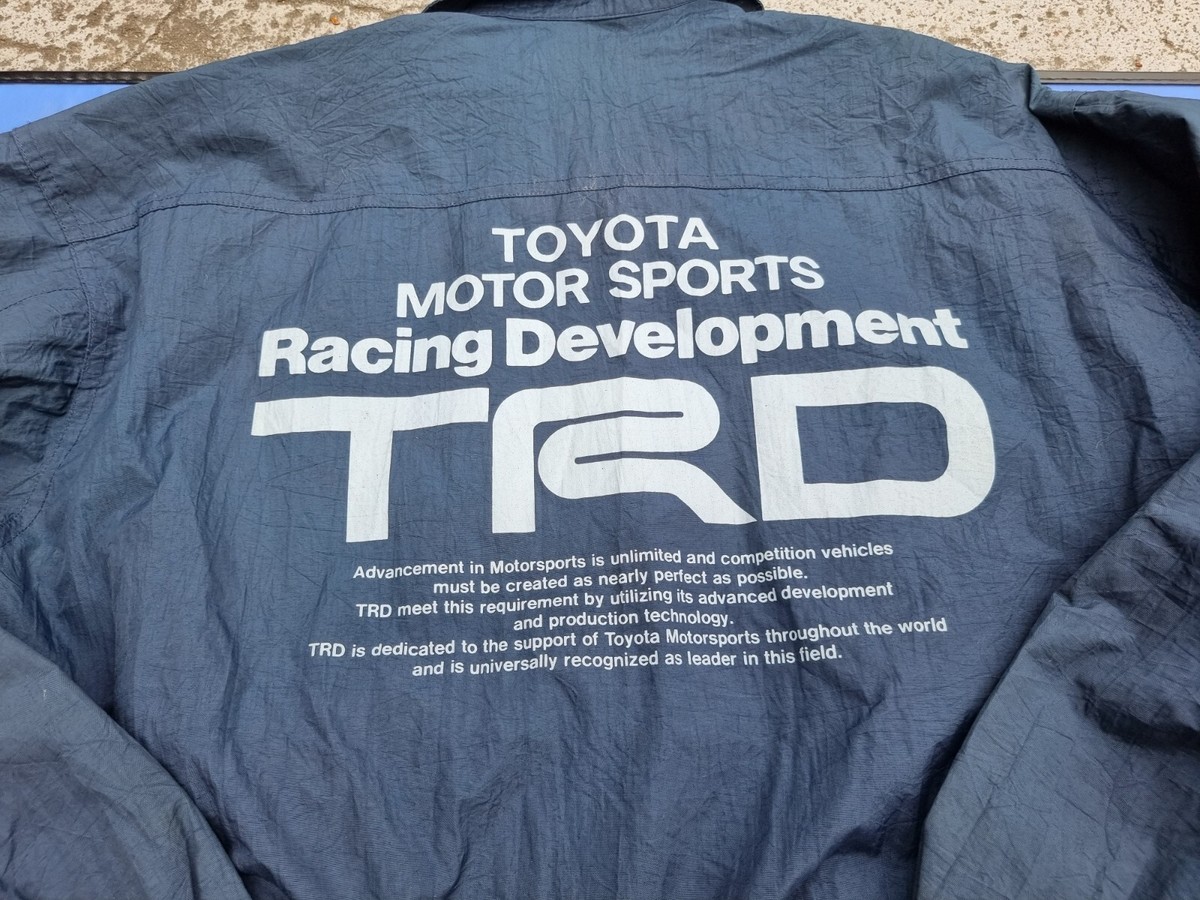 TOYOTA
MOTOR SPORTS
Racing Development
TRD
Advancement in Motorsports is unlimited and competition vehicles
must be created as nearly perfect as possible.
TRD meet this requirement by utilizing its advanced development
and production technology.
TRD is dedicated to the support of Toyota Motorsports throughout the world
and is universally recognized as leader in this field.